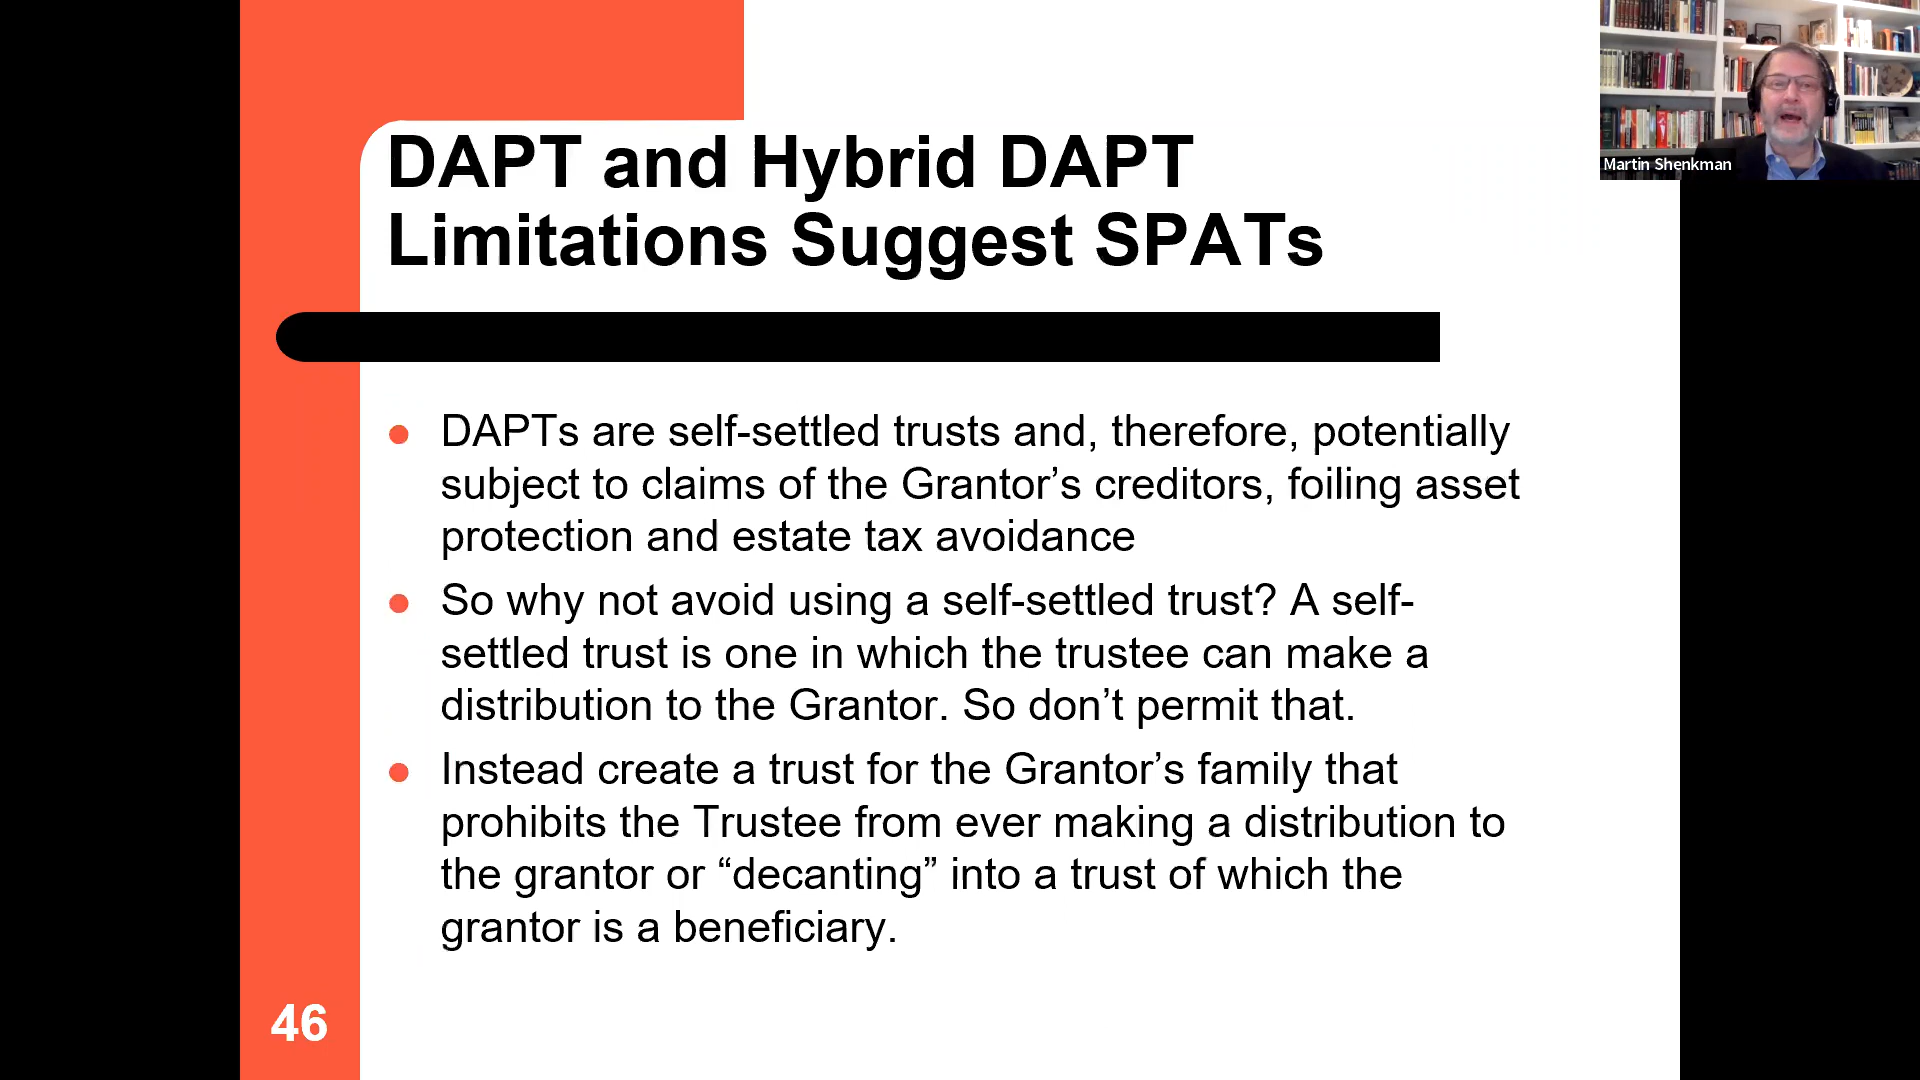 DAPT and Hybrid DAPT
Limitations Suggest SPATs
Martin Shenkman
DAPTs are self-settled trusts and, therefore, potentially
subject to claims of the Grantor’s creditors, foiling asset
protection and estate tax avoidance
So why not avoid using a self-settled trust? A self-
settled trust is one in which the trustee can make a
distribution to the Grantor. So don’t permit that.
Instead create a trust for the Grantor’s family that
prohibits the Trustee from ever making a distribution to
the grantor or “decanting” into a trust of which the
grantor is a beneficiary.
46